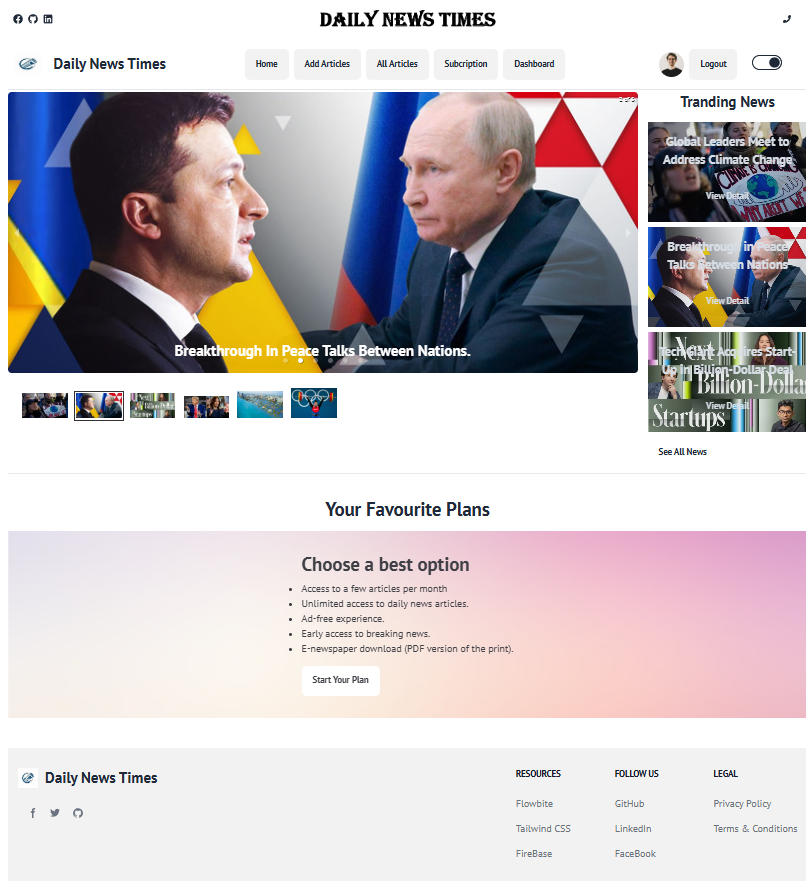 DAILY NEWS TIMES
Daily News Times
Home
Add Articles
All Articles
Subcription
Dashboard
Logout
Breakthrough In Peace Talks Between Nations.
Tranding News
Global Leaders Meet to
Address Climate Change
View Detail
Breakthrough in Peace
Talks Between Nations
View Detail
Tech Giant Acquires Start-
Up in Billion-Dollar Deal
View Detail
Next
Billion-Dollar
Startups
See All News
Your Favourite Plans
Choose a best option
Access to a few articles per month
Unlimited access to daily news articles.
Ad-free experience.
Early access to breaking news.
E-newspaper download (PDF version of the print).
Start Your Plan
Daily News Times
RESOURCES
Flowbite
Tailwind CSS
FireBase
FOLLOW US
GitHub
LinkedIn
FaceBook
LEGAL
Privacy Policy
Terms & Conditions